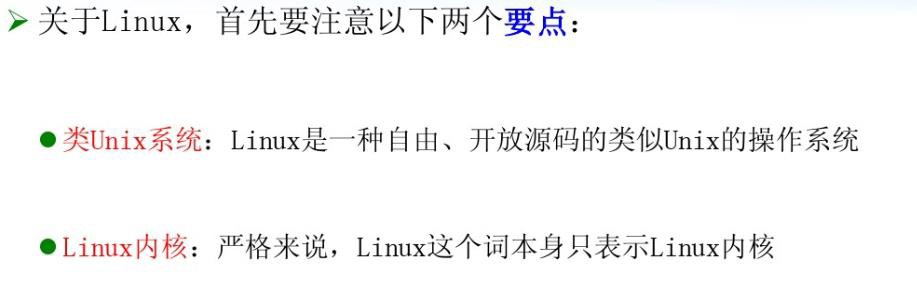 关于Linux，首先要注意以下两个要点：
类Unix系统：Linux是一种自由、开放源码的类似Unix的操作系统
Linux内核：严格来说，Linux这个词本身只表示Linux内核